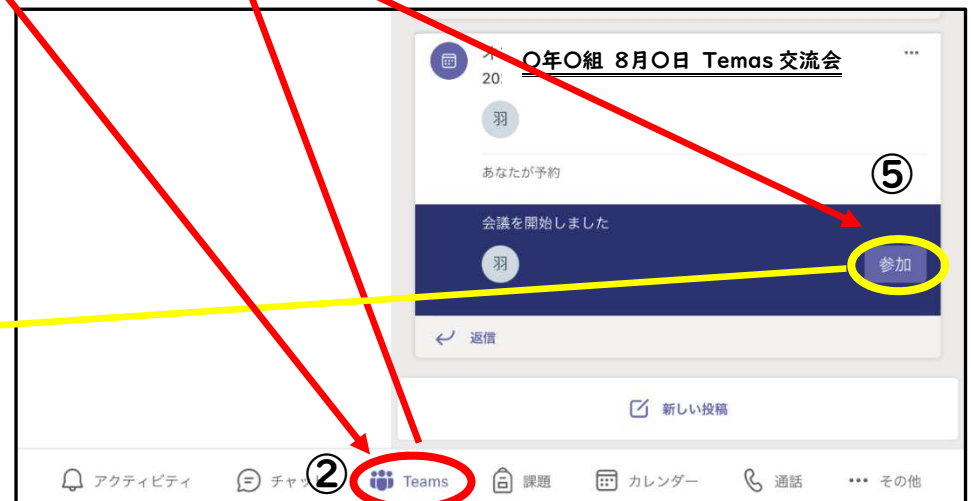 〇年〇組 8月〇日 Temas 交流会
20
羽
あなたが予約
⑤
会議を開始しました
羽
参加
返信
新しい投稿
アクティビティ
②
Teams
課題
カレンダー
通話
その他